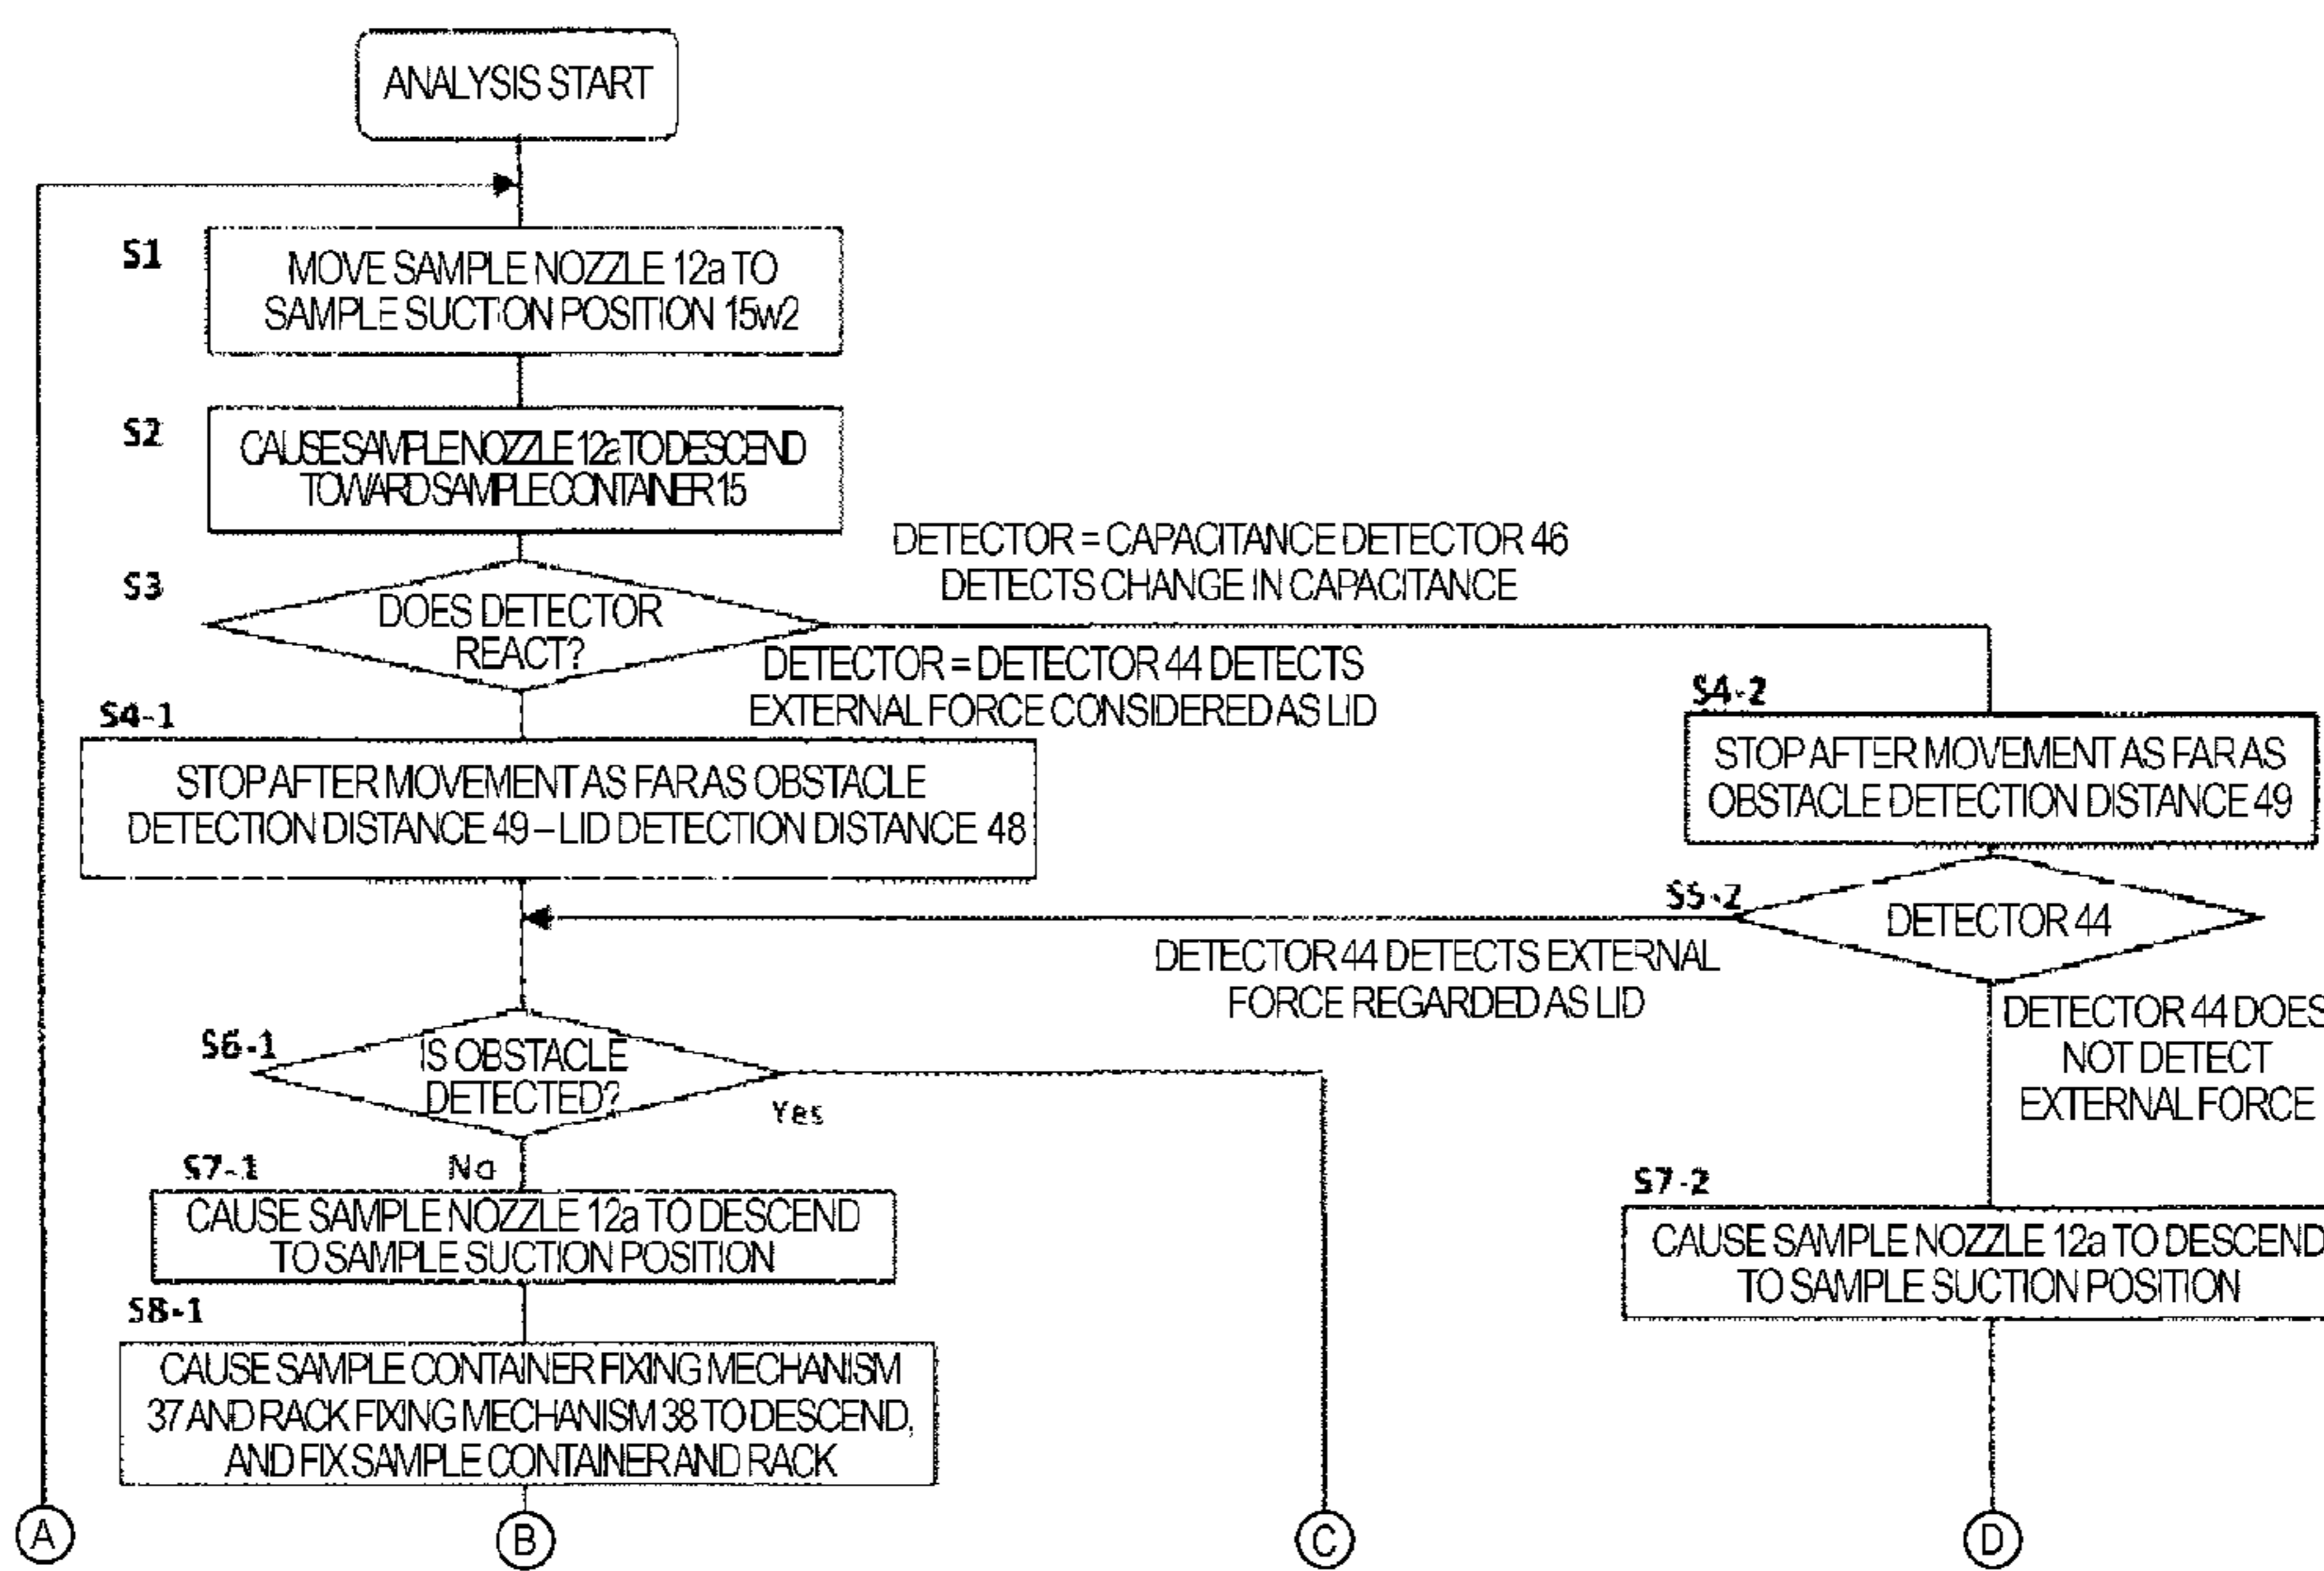 ANALYSIS START
S1
MOVE SAMPLE NOZZLE 12a TO
SAMPLE SUCTION POSITION 15w2
S2
CAUSE SAMPLE NOZZLE 12a TO DESCEND
TOWARD SAMPLE CONTAINER 15
S3
DOES DETECTOR
REACT?
DETECTOR = CAPACITANCE DETECTOR 46
DETECTS CHANGE IN CAPACITANCE
DETECTOR = DETECTOR 44 DETECTS
EXTERNAL FORCE CONSIDERED AS LID
S4-1
STOP AFTER MOVEMENT AS FAR AS OBSTACLE
DETECTION DISTANCE 49 – LID DETECTION DISTANCE 48
S4-2
STOP AFTER MOVEMENT AS FAR AS
OBSTACLE DETECTION DISTANCE 49
S5-2
DETECTOR 44
DETECTOR 44 DETECTS EXTERNAL
FORCE REGARDED AS LID
DETECTOR 44 DOES
NOT DETECT
EXTERNAL FORCE
S6-1
IS OBSTACLE
DETECTED?
Yes
No
S7-1
CAUSE SAMPLE NOZZLE 12a TO DESCEND
TO SAMPLE SUCTION POSITION
S7-2
CAUSE SAMPLE NOZZLE 12a TO DESCEND
TO SAMPLE SUCTION POSITION
S8-1
CAUSE SAMPLE CONTAINER FIXING MECHANISM
37 AND RACK FIXING MECHANISM 38 TO DESCEND,
AND FIX SAMPLE CONTAINER AND RACK
A
B
C
D